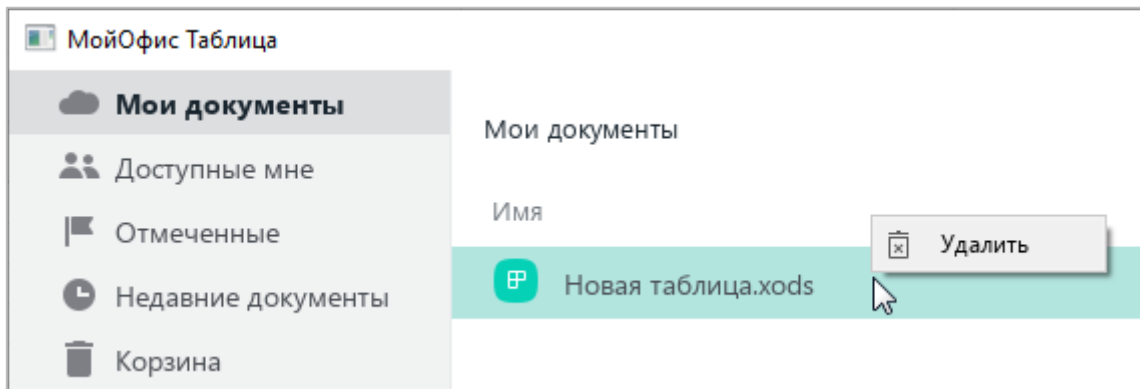 МойОфис Таблица
Мои документы
Доступные мне
Отмеченные
Недавние документы
Корзина
Мои документы
Имя
Новая таблица.xods
Удалить